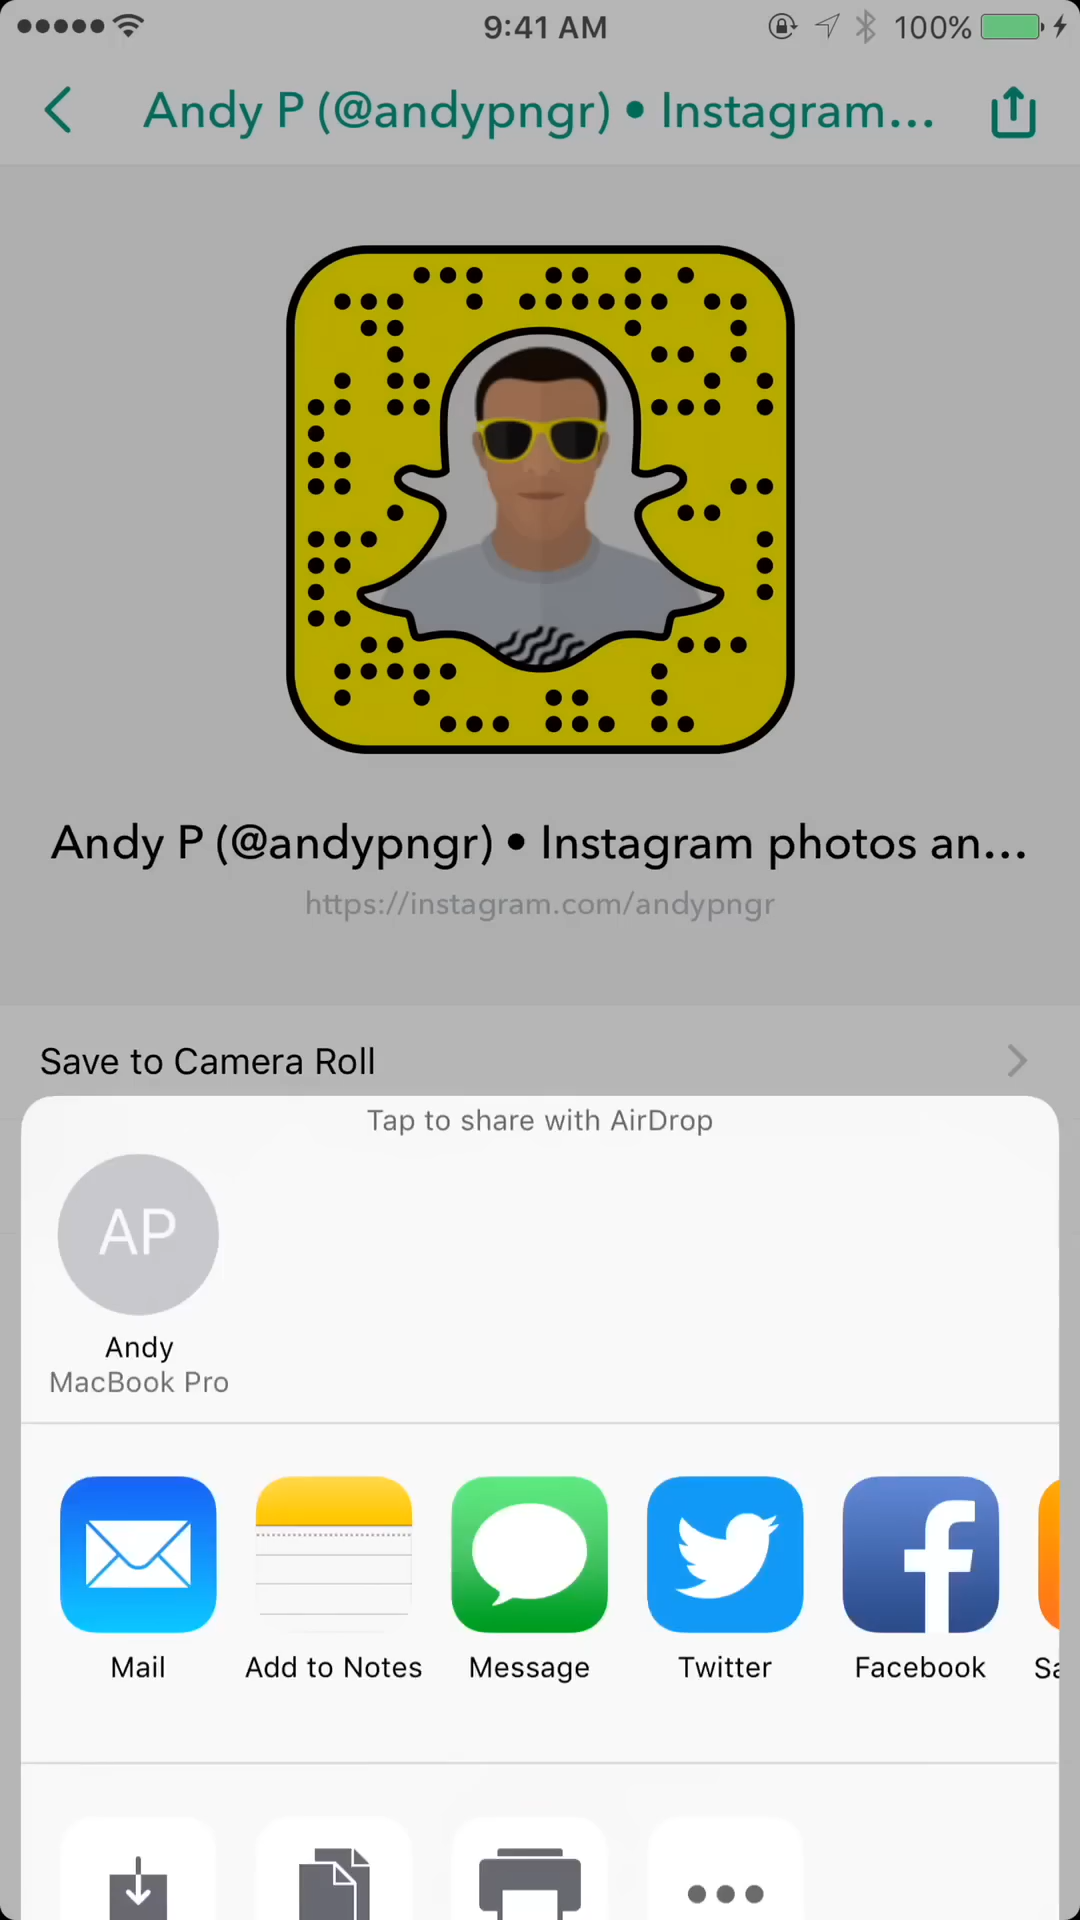 9:41 AM
100%
Andy P (@andypngr) • Instagram...
Andy P (@andypngr) • Instagram photos an...
https://instagram.com/andypngr
Save to Camera Roll
Tap to share with AirDrop
AP
Andy
MacBook Pro
Mail
Add to Notes
Message
Twitter
Facebook